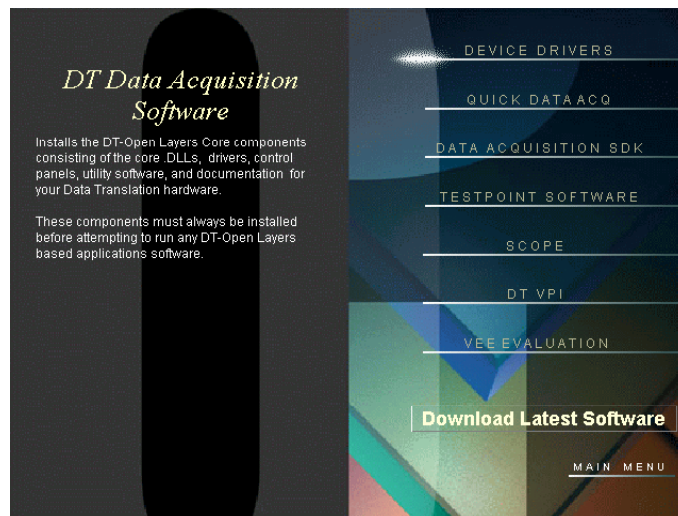 DT Data Acquisition
Software
Installs the DT-Open Layers Core components
consisting of the core .DLLs, drivers, control
panels, utility software, and documentation for
your Data Translation hardware.
These components must always be installed
before attempting to run any DT-Open Layers
based applications software.
DEVICE DRIVERS
QUICK DATA ACQ
DATA ACQUISITION SDK
TESTPOINT SOFTWARE
SCOPE
DT VPI
VEE EVALUATION
Download Latest Software
MAIN MENU